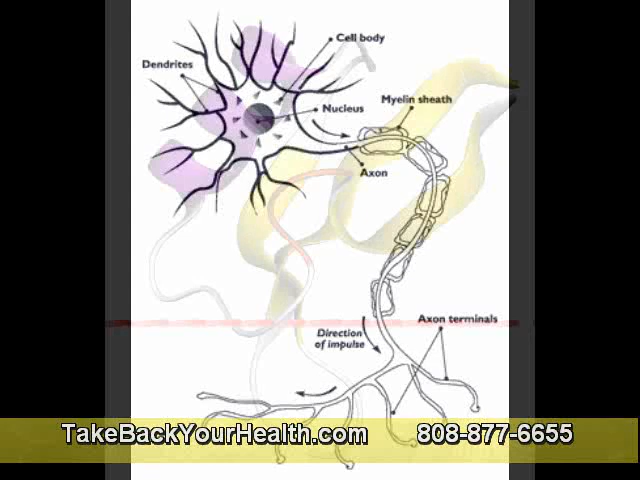 Cell body
Dendrites
Myelin sheath
Nucleus
Axon
Axon terminals
Direction
of impulse
TakeBackYourHealth.com 808-877-6655